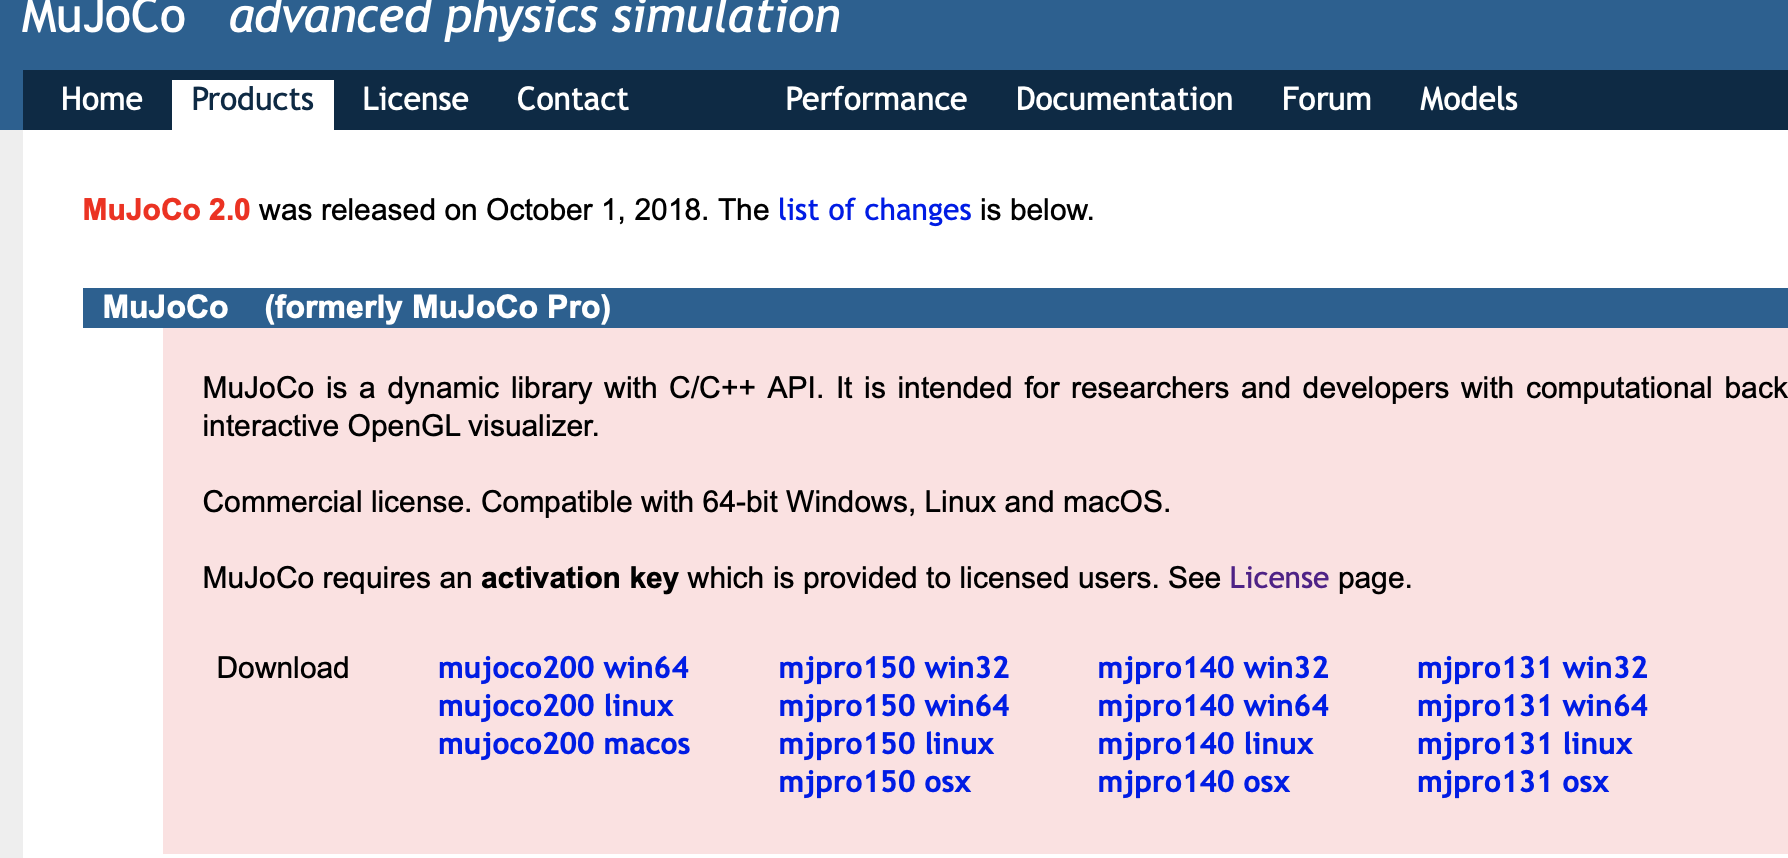 MuJoCo advanced physics simulation
Home Products License Contact Performance Documentation Forum Models
MuJoCo 2.0 was released on October 1, 2018. The list of changes is below.
MuJoCo (formerly MuJoCo Pro)
MuJoCo is a dynamic library with C/C++ API. It is intended for researchers and developers with computational back
interactive OpenGL visualizer.
Commercial license. Compatible with 64-bit Windows, Linux and macOS.
MuJoCo requires an activation key which is provided to licensed users. See License page.
Download mujoco200 win64 mjpro150 win32 mjpro140 win32 mjpro131 win32
mujoco200 linux mjpro150 win64 mjpro140 win64 mjpro131 win64
mujoco200 macos mjpro150 linux mjpro140 linux mjpro131 linux
mjpro150 osx mjpro140 osx mjpro131 osx